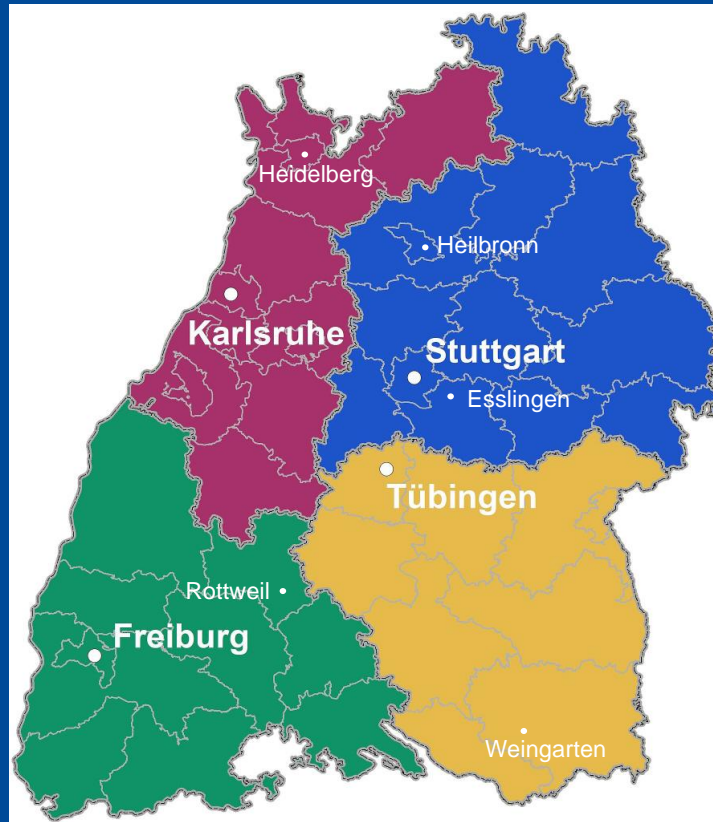 Heidelberg
Heilbronn
Karlsruhe
Stuttgart
Esslingen
Tübingen
Rottweil
Freiburg
Weingarten